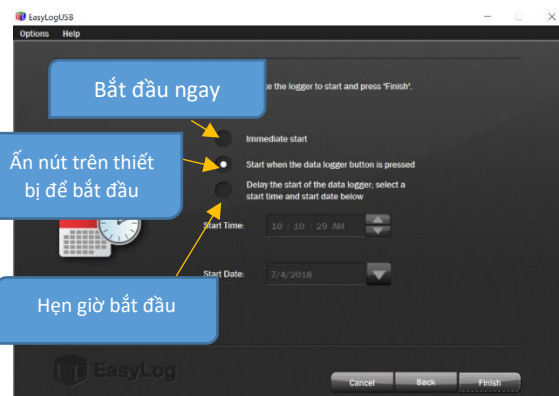 EasyLogUSB
Options Help
Bắt đầu ngay
the logger to start and press 'Finish'.
Immediate start
Ấn nút trên thiết
bị để bắt đầu
Start when the data logger button is pressed
Delay the start of the data logger, select a
start time and start date below
Start Time: 10 : 10 : 29 AM
Start Date: 7/4/2018
Hẹn giờ bắt đầu
EasyLog
Cancel Back Finish